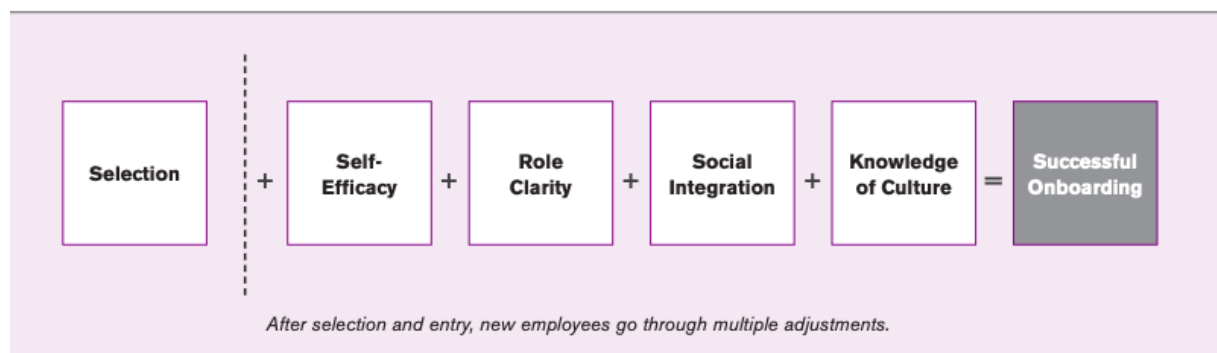 Selection
+
Self-
Efficacy
+
Role
Clarity
+
Social
Integration
+
Knowledge
of Culture
=
Successful
Onboarding
After selection and entry, new employees go through multiple adjustments.